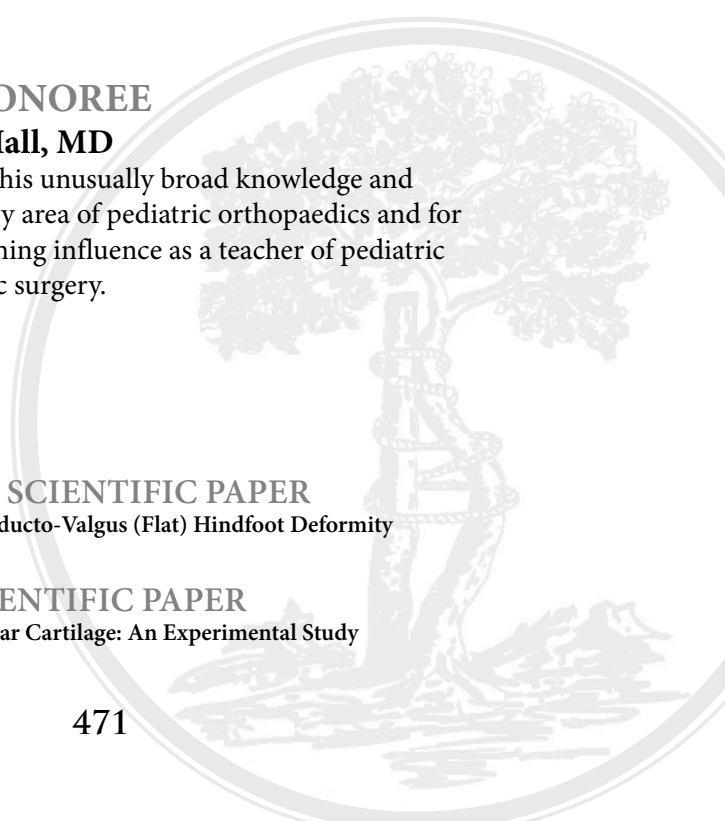 ONOREE
Hall, MD
his unusually broad knowledge and
y area of pediatric orthopaedics and for
ning influence as a teacher of pediatric
c surgery.
SCIENTIFIC PAPER
ducto-Valgus (Flat) Hindfoot Deformity
ENTIFIC PAPER
ar Cartilage: An Experimental Study
471